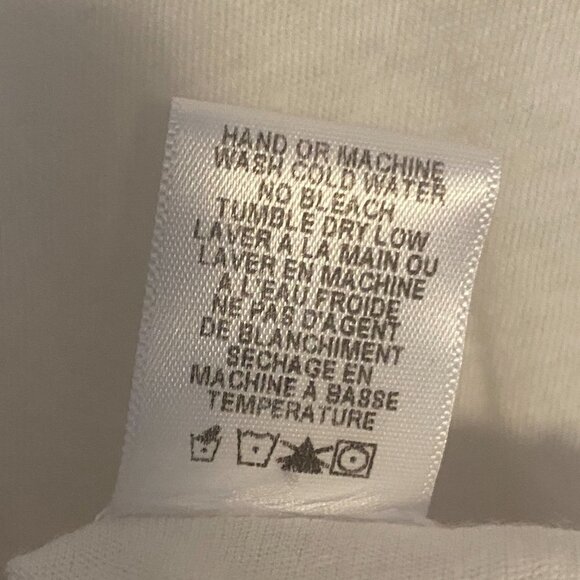 HAND OR MACHINE
WASH COLD WATER
NO BLEACH
TUMBLE DRY LOW
LAVER A LA MAIN OU
LAVER EN MACHINE
A L'EAU FROIDE
NE PAS D'AGENT
DE BLANCHIMENT
SECHAGE EN
MACHINE À BASSE
TEMPERATURE